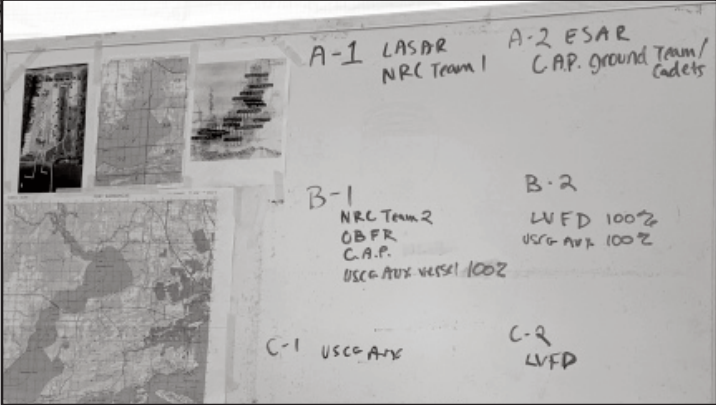 A-1 LASAR
NRC Team 1
A-2 ESAR
C.A.P. ground Team/
Cadets
B-1
NRC Team 2
OBFR
C.A.P.
USCG AUX vessel 100%
B-2
LVFD 100%
USCG AUX 100%
C-1 USCG AUX
C-2
LVFD